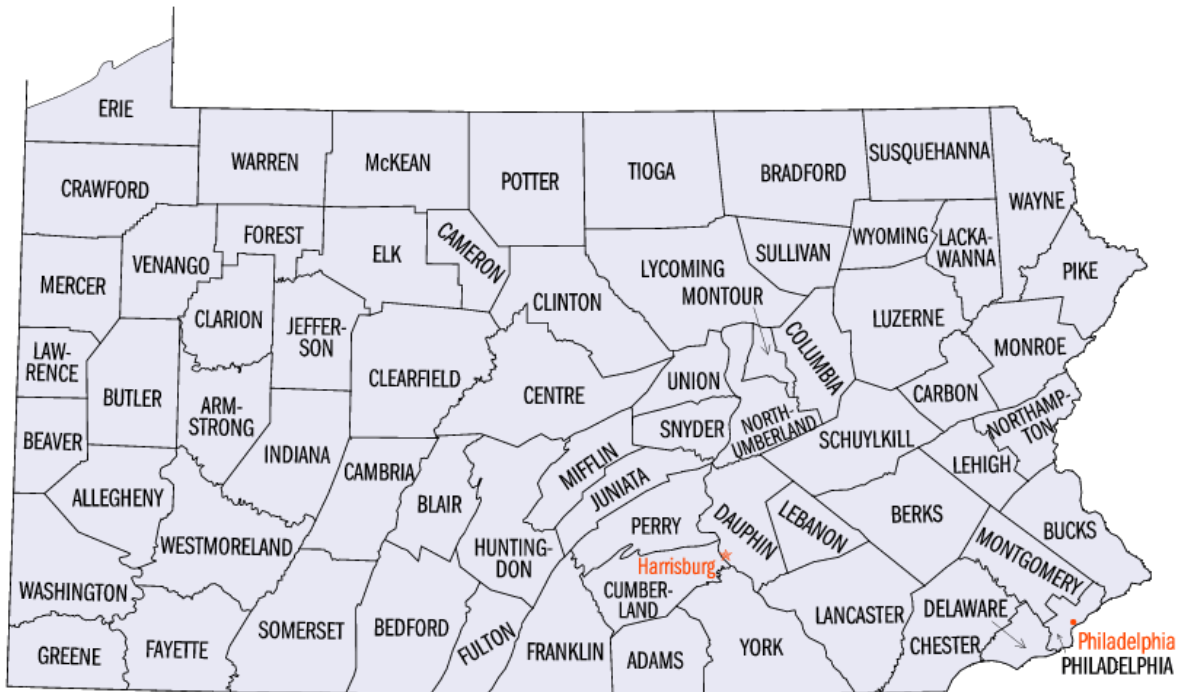 ERIE
CRAWFORD
WARREN
McKEAN
POTTER
TIOGA
BRADFORD
SUSQUEHANNA
WAYNE
MERCER
VENANGO
FOREST
ELK
CAMERON
CLINTON
LYCOMING
SULLIVAN
WYOMING
LACKA-
WANNA
PIKE
LAW-
RENCE
BUTLER
CLARION
JEFFER-
SON
CLEARFIELD
CENTRE
UNION
MONTOUR
COLUMBIA
LUZERNE
MONROE
CARBON
BEAVER
ARM-
STRONG
INDIANA
CAMBRIA
BLAIR
MIFFLIN
SNYDER
NORTH-
UMBERLAND
SCHUYLKILL
NORTHAMP-
TON
LEHIGH
ALLEGHENY
WESTMORELAND
HUNTING-
DON
JUNIATA
PERRY
DAUPHIN
LEBANON
BERKS
BUCKS
MONTGOMERY
Harrisburg
WASHINGTON
GREENE
FAYETTE
SOMERSET
BEDFORD
FULTON
FRANKLIN
CUMBER-
LAND
ADAMS
YORK
LANCASTER
DELAWARE
CHESTER
Philadelphia
PHILADELPHIA